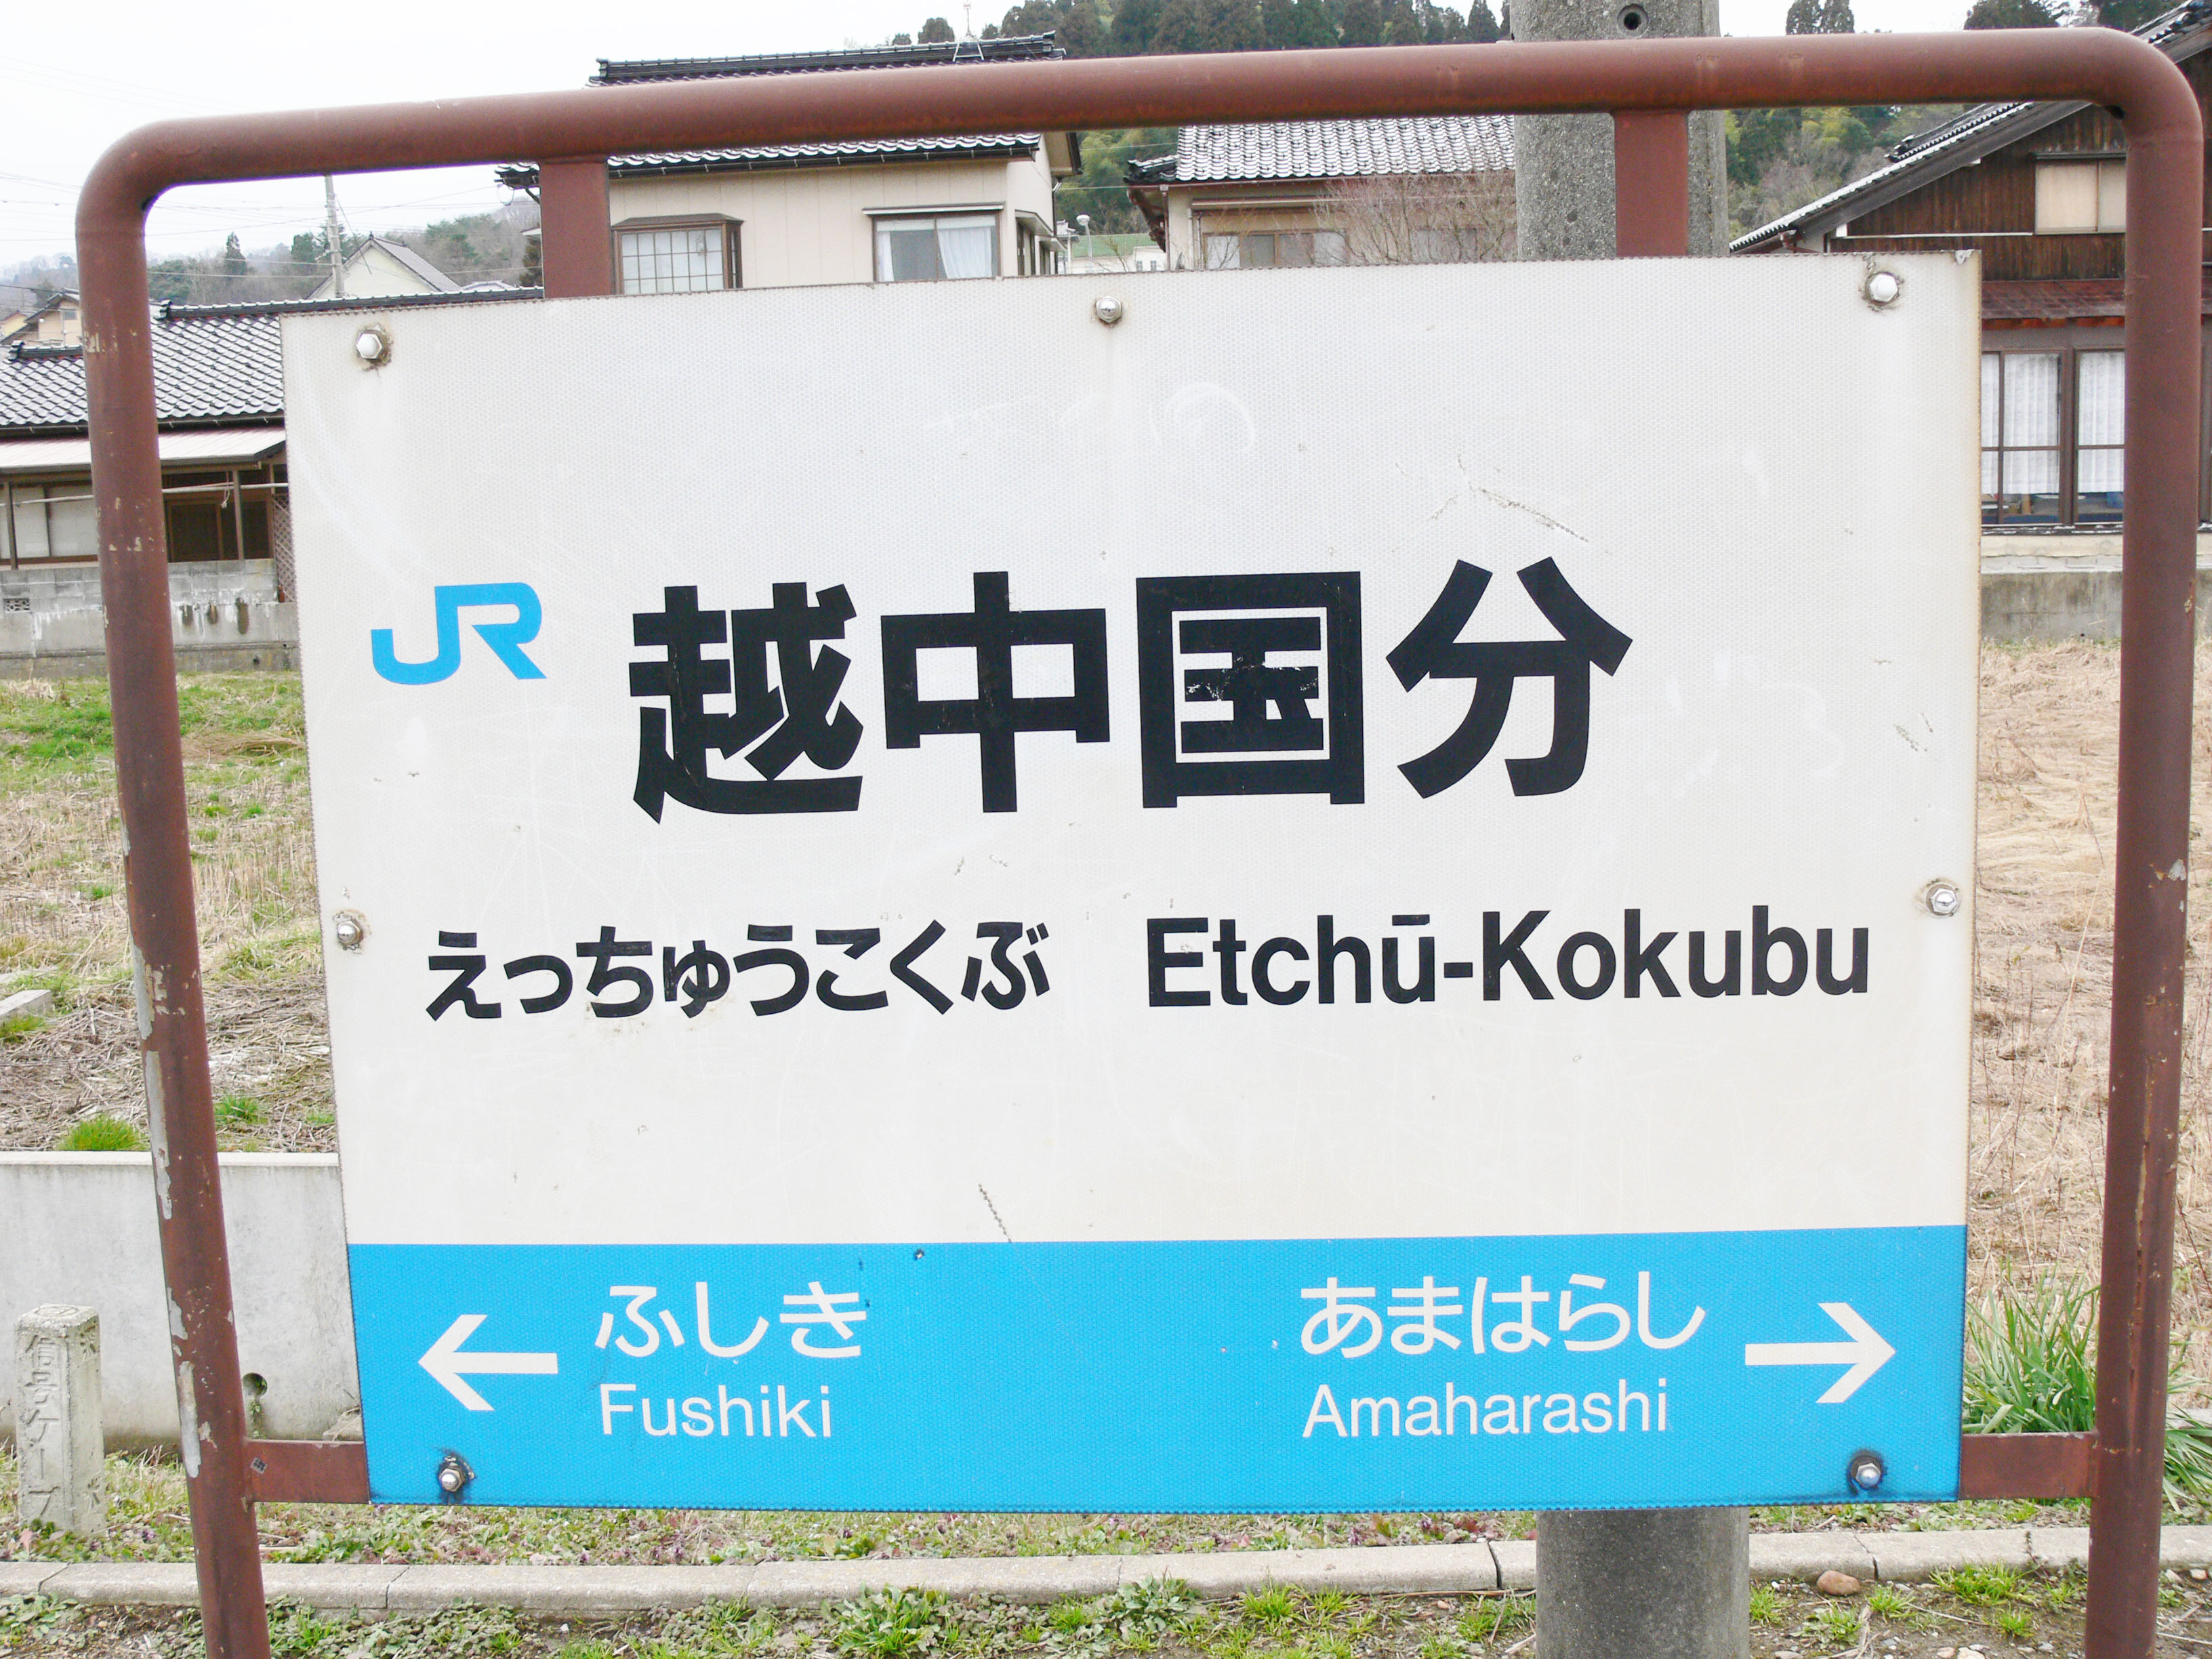 JR 越中国分
えっちゅうこくぶ Etchū-Kokubu
← ふしき あまはらし →
Fushiki Amaharashi